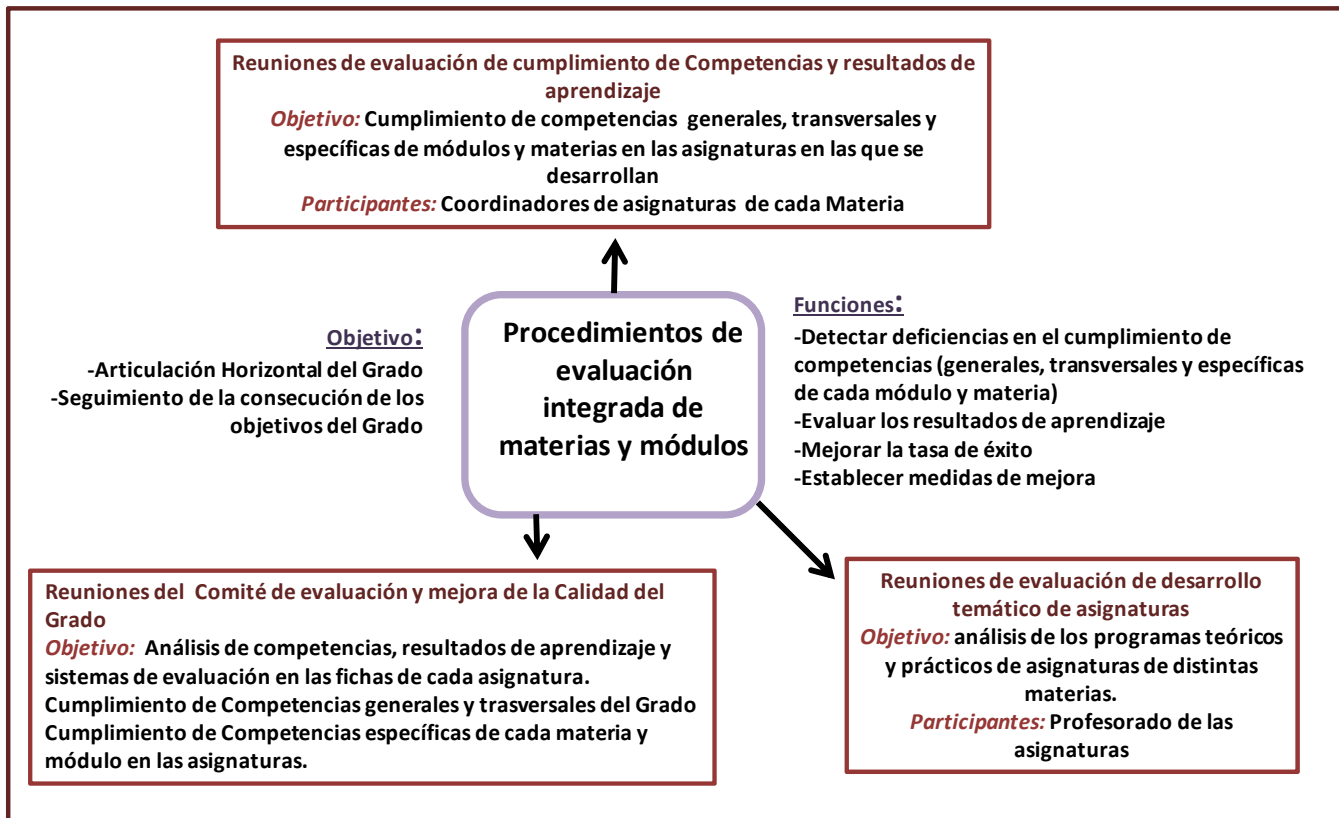 Reuniones de evaluación de cumplimiento de Competencias y resultados de
aprendizaje
Objetivo: Cumplimiento de competencias generales, transversales y
específicas de módulos y materias en las asignaturas en las que se
desarrollan
Participantes: Coordinadores de asignaturas de cada Materia
Objetivo:
-Articulación Horizontal del Grado
-Seguimiento de la consecución de los
objetivos del Grado
Procedimientos de
evaluación
integrada de
materias y módulos
Funciones:
-Detectar deficiencias en el cumplimiento de
competencias (generales, transversales y específicas
de cada módulo y materia)
-Evaluar los resultados de aprendizaje
-Mejorar la tasa de éxito
-Establecer medidas de mejora
Reuniones del Comité de evaluación y mejora de la Calidad del
Grado
Objetivo: Análisis de competencias, resultados de aprendizaje y
sistemas de evaluación en las fichas de cada asignatura.
Cumplimiento de Competencias generales y trasversales del Grado
Cumplimiento de Competencias específicas de cada materia y
módulo en las asignaturas.
Reuniones de evaluación de desarrollo
temático de asignaturas
Objetivo: análisis de los programas teóricos
y prácticos de asignaturas de distintas
materias.
Participantes: Profesorado de las
asignaturas